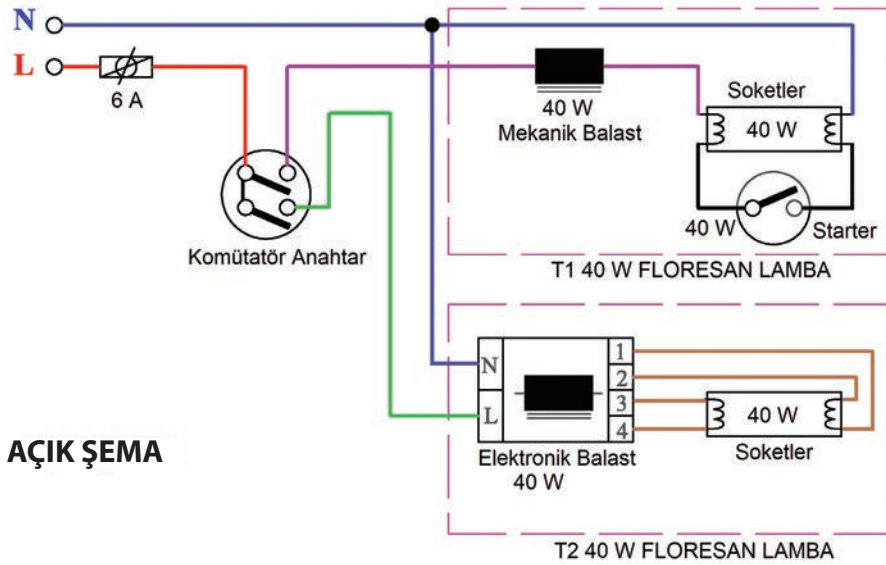 N
L
6 A
Komütatör Anahtar
40 W
Mekanik Balast
Soketler
40 W
40 W
Starter
T1 40 W FLORESAN LAMBA
N
L
1
2
3
4
Elektronik Balast
40 W
40 W
Soketler
T2 40 W FLORESAN LAMBA
AÇIK ŞEMA